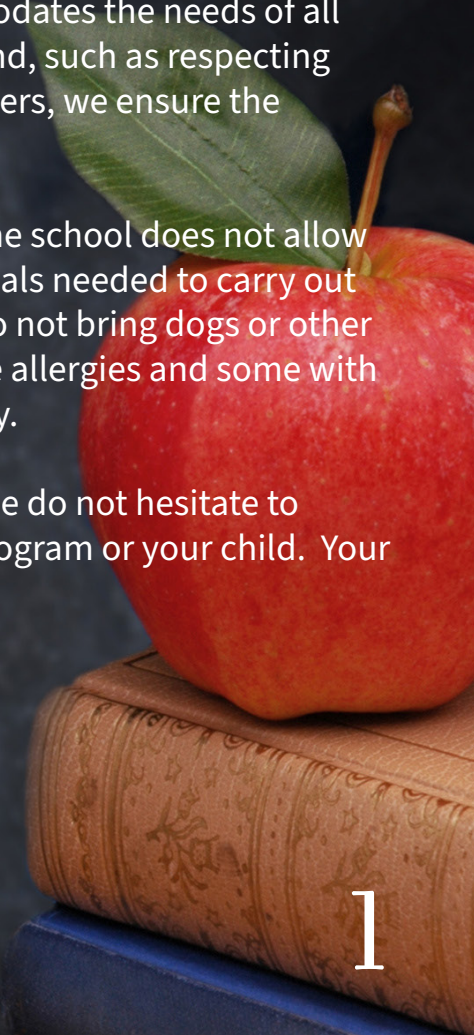 odates the needs of all
nd, such as respecting
ers, we ensure the
e school does not allow
als needed to carry out
not bring dogs or other
allergies and some with
y.
e do not hesitate to
ogram or your child.  Your
1